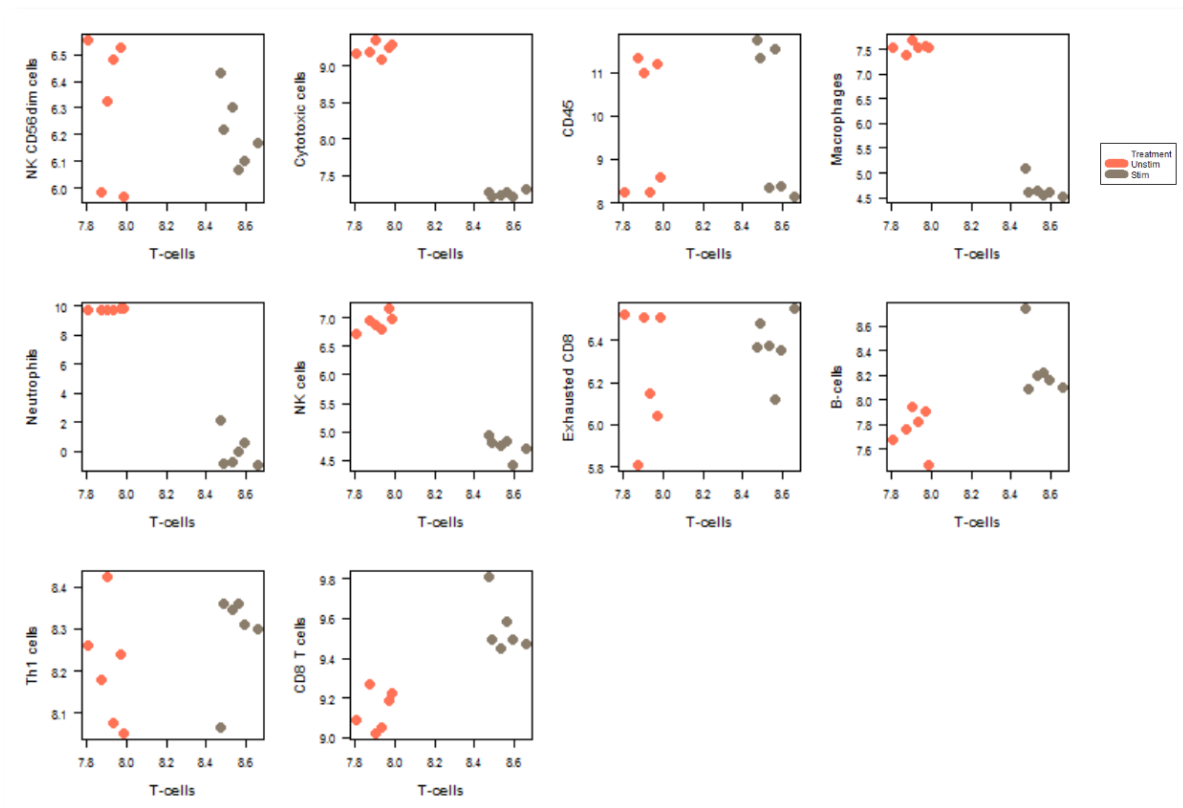 NK CD56dim cells
6.5
6.4
6.3
6.2
6.1
6.0
7.8 8.0 8.2 8.4 8.6
T-cells
Cytotoxic cells
9.0
8.5
8.0
7.5
7.8 8.0 8.2 8.4 8.6
T-cells
CD45
11
10
9
8
7.8 8.0 8.2 8.4 8.6
T-cells
Macrophages
7.5
7.0
6.5
6.0
5.5
5.0
4.5
7.8 8.0 8.2 8.4 8.6
T-cells
Treatment
Unstim
Stim
Neutrophils
10
8
6
4
2
0
7.8 8.0 8.2 8.4 8.6
T-cells
NK cells
7.0
6.5
6.0
5.5
5.0
4.5
7.8 8.0 8.2 8.4 8.6
T-cells
Exhausted CD8
6.4
6.2
6.0
5.8
7.8 8.0 8.2 8.4 8.6
T-cells
B-cells
8.6
8.4
8.2
8.0
7.8
7.6
7.8 8.0 8.2 8.4 8.6
T-cells
Th1 cells
8.4
8.3
8.2
8.1
7.8 8.0 8.2 8.4 8.6
T-cells
CD8 T cells
9.8
9.6
9.4
9.2
9.0
7.8 8.0 8.2 8.4 8.6
T-cells